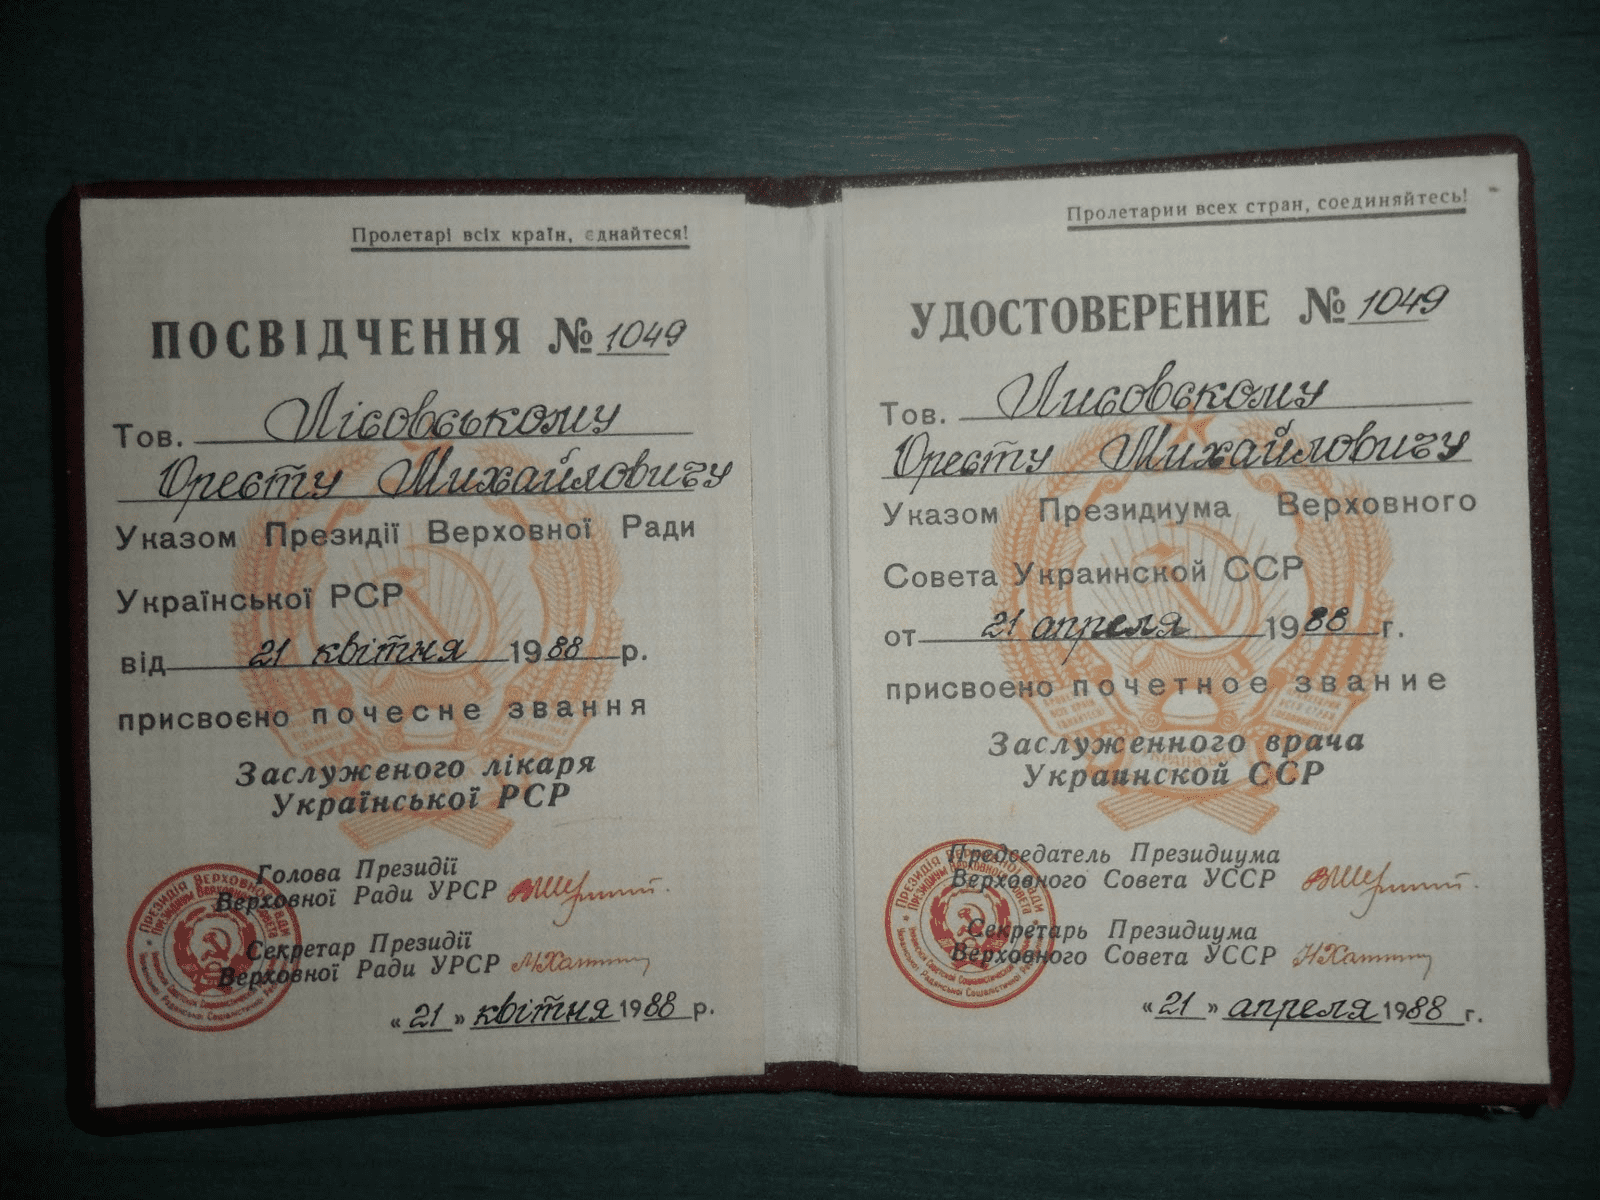 Пролетарі всіх країн, єднайтеся!
ПОСВІДЧЕННЯ № 1049
Тов. Лісовському
Оресту Михайловичу
Указом Президії Верховної Ради
Української РСР
від 21 квітня 1988 р.
присвоєно почесне звання
Заслуженого лікаря
Української РСР
Голова Президії
Верховної Ради УРСР
Секретар Президії
Верховної Ради УРСР
«21» квітня 1988 р.
Пролетарии всех стран, соединяйтесь!
УДОСТОВЕРЕНИЕ № 1049
Тов. Лисовскому
Оресту Михайловичу
Указом Президиума Верховного
Совета Украинской ССР
от 21 апреля 1988 г.
присвоено почетное звание
Заслуженного врача
Украинской ССР
Председатель Президиума
Верховного Совета УССР
Секретарь Президиума
Верховного Совета УССР
«21» апреля 1988 г.